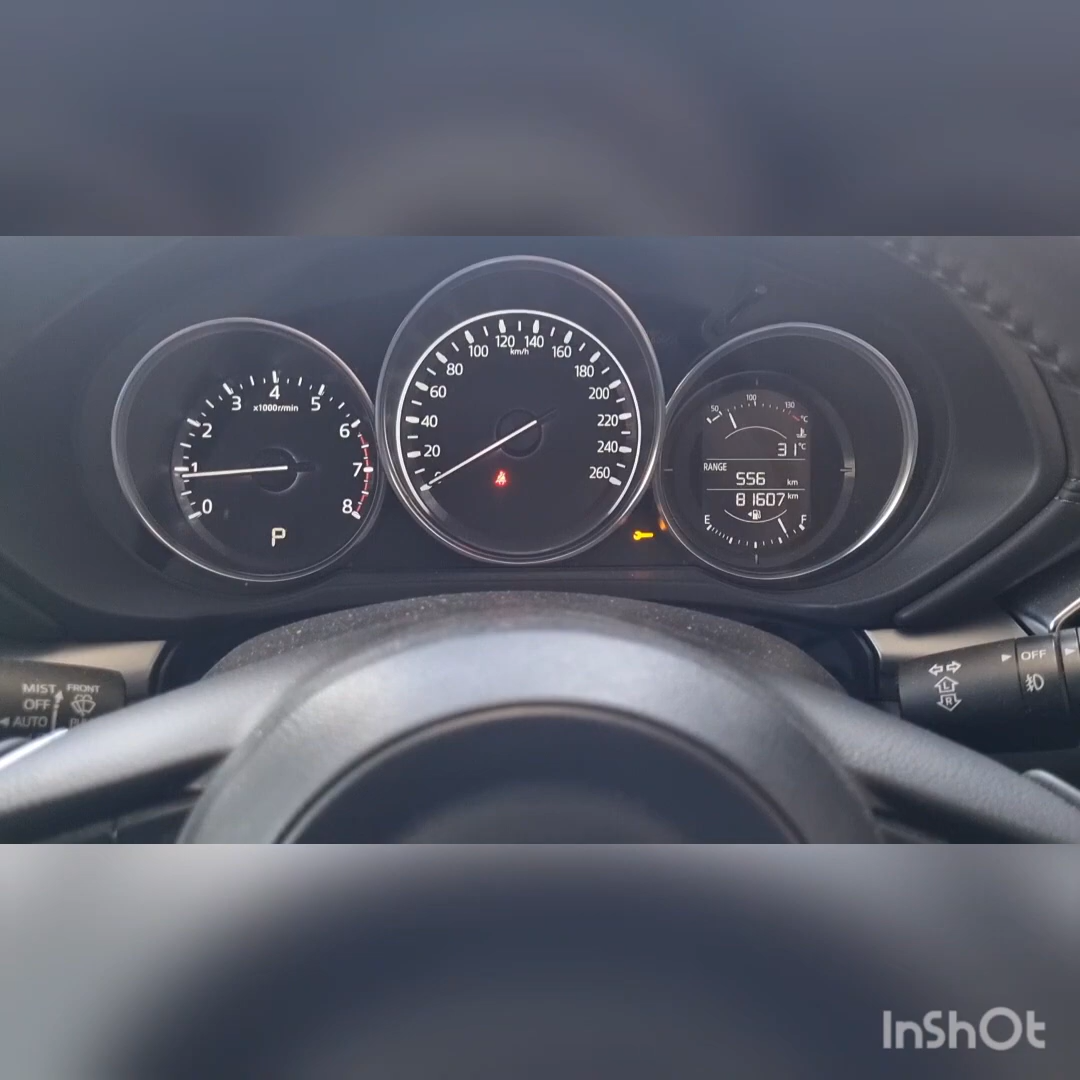 0 1 2 3 4 5 6 7 8
x1000r/min
P
20 40 60 80 100 120 140 160 180 200 220 240 260
km/h
50 100 130 °C
31°C
RANGE
556 km
81607 km
E F
MIST FRONT
OFF
AUTO
OFF
L
R
InShOt